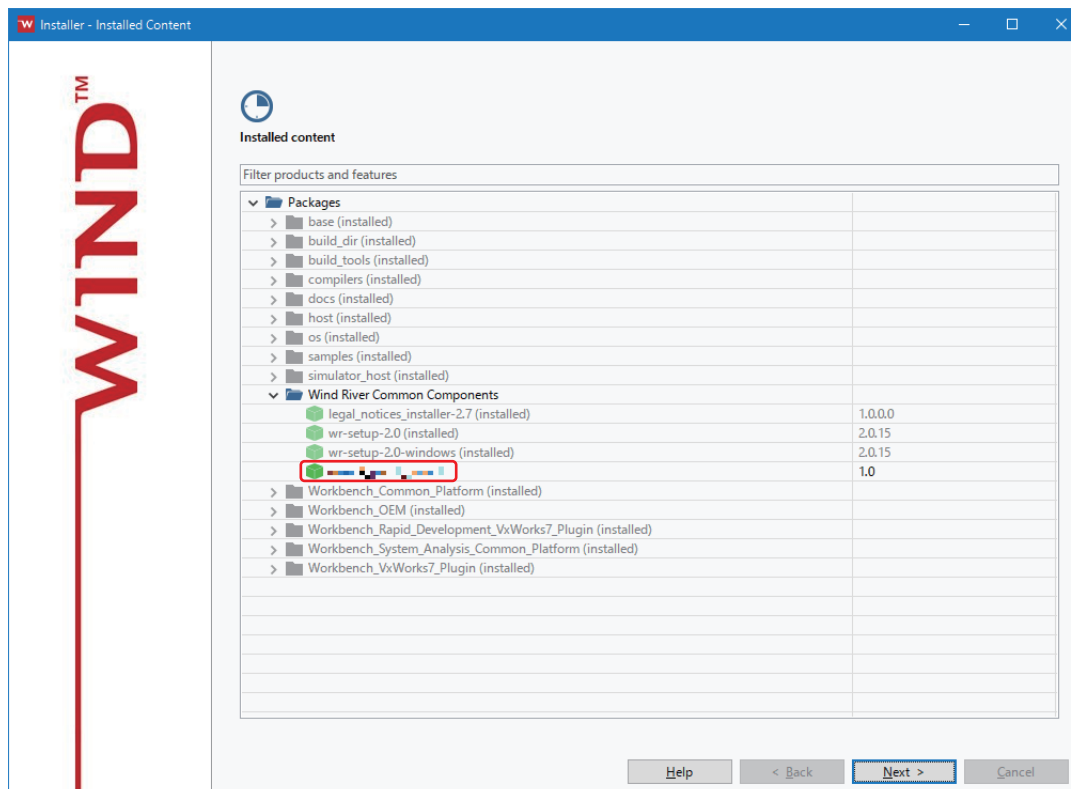 Installer - Installed Content
WIND™
Installed content
Filter products and features
Packages
base (installed)
build_dir (installed)
build_tools (installed)
compilers (installed)
docs (installed)
host (installed)
os (installed)
samples (installed)
simulator_host (installed)
Wind River Common Components
legal_notices_installer-2.7 (installed) 1.0.0.0
wr-setup-2.0 (installed) 2.0.15
wr-setup-2.0-windows (installed) 2.0.15
1.0
Workbench_Common_Platform (installed)
Workbench_OEM (installed)
Workbench_Rapid_Development_VxWorks7_Plugin (installed)
Workbench_System_Analysis_Common_Platform (installed)
Workbench_VxWorks7_Plugin (installed)
Help < Back Next > Cancel